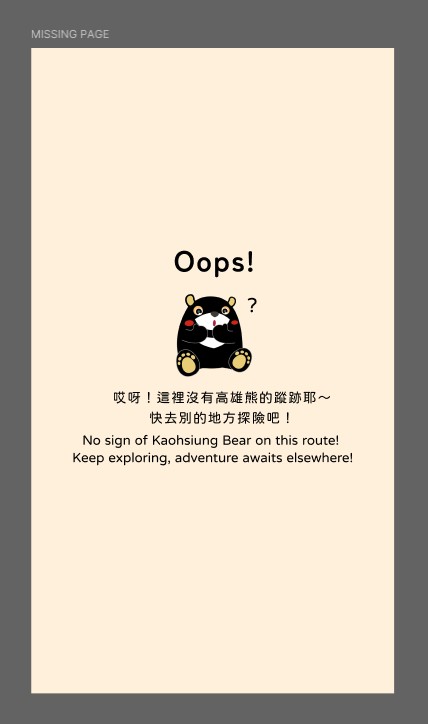 MISSING PAGE
Oops!
?
哎呀！這裡沒有高雄熊的蹤跡耶～
快去別的地方探險吧！
No sign of Kaohsiung Bear on this route!
Keep exploring, adventure awaits elsewhere!